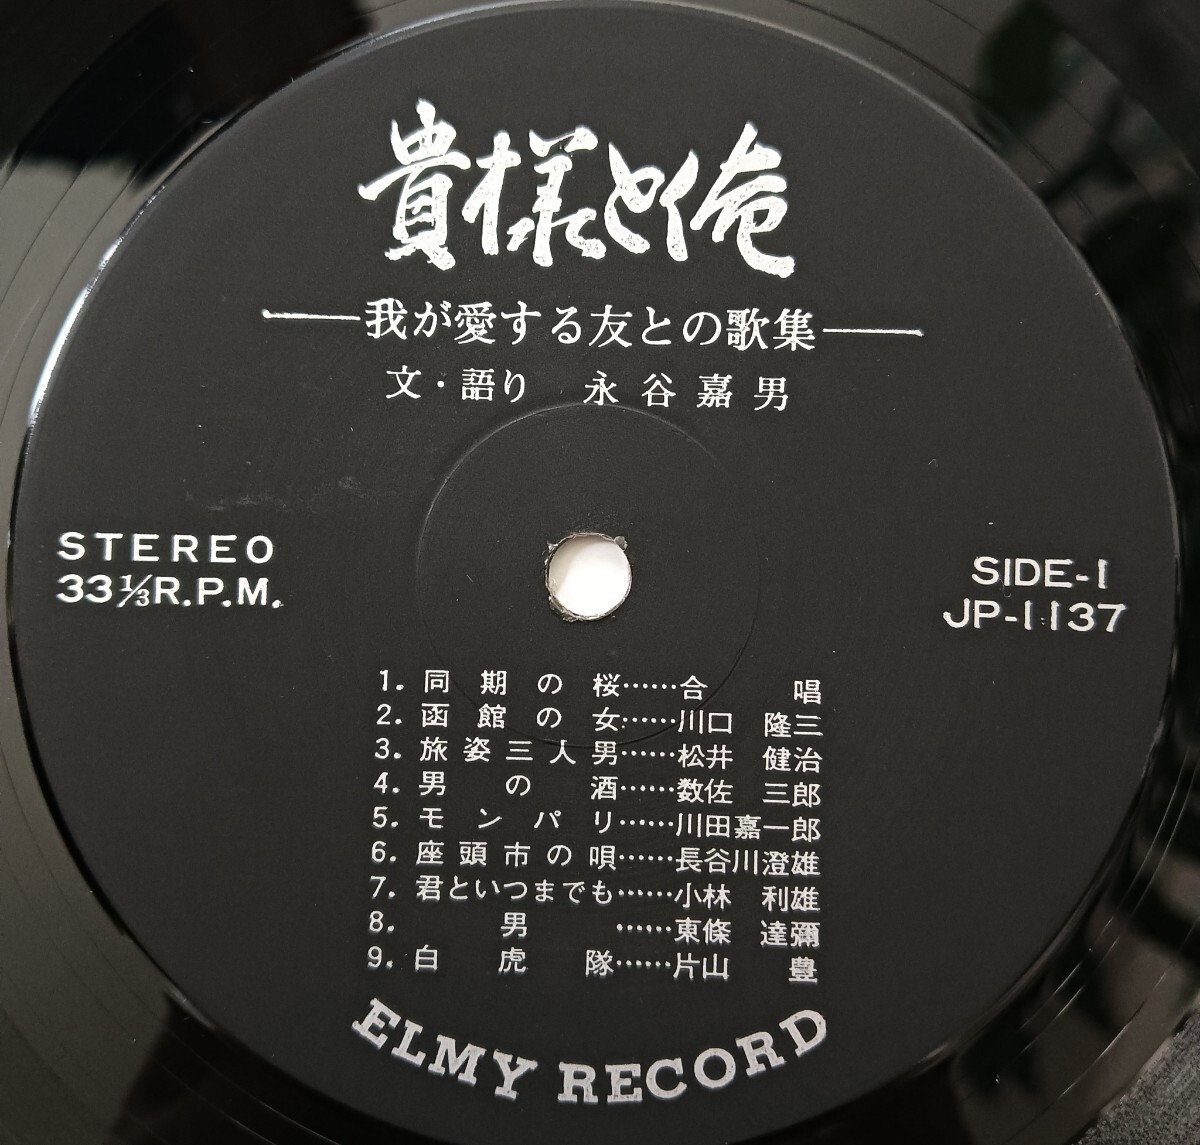 貴様と俺
—我が愛する友との歌集—
文・語り 永谷嘉男
STEREO
33⅓R.P.M.
SIDE-1
JP-1137
1. 同期の桜……合唱
2. 函館の女……川口 隆三
3. 旅姿三人男……松井 健治
4. 男の酒……数佐 三郎
5. モンパリ……川田嘉一郎
6. 座頭市の唄……長谷川澄雄
7. 君といつまでも……小林 利雄
8. 男……東條 達彌
9. 白虎隊……片山 豊
ELMY RECORD